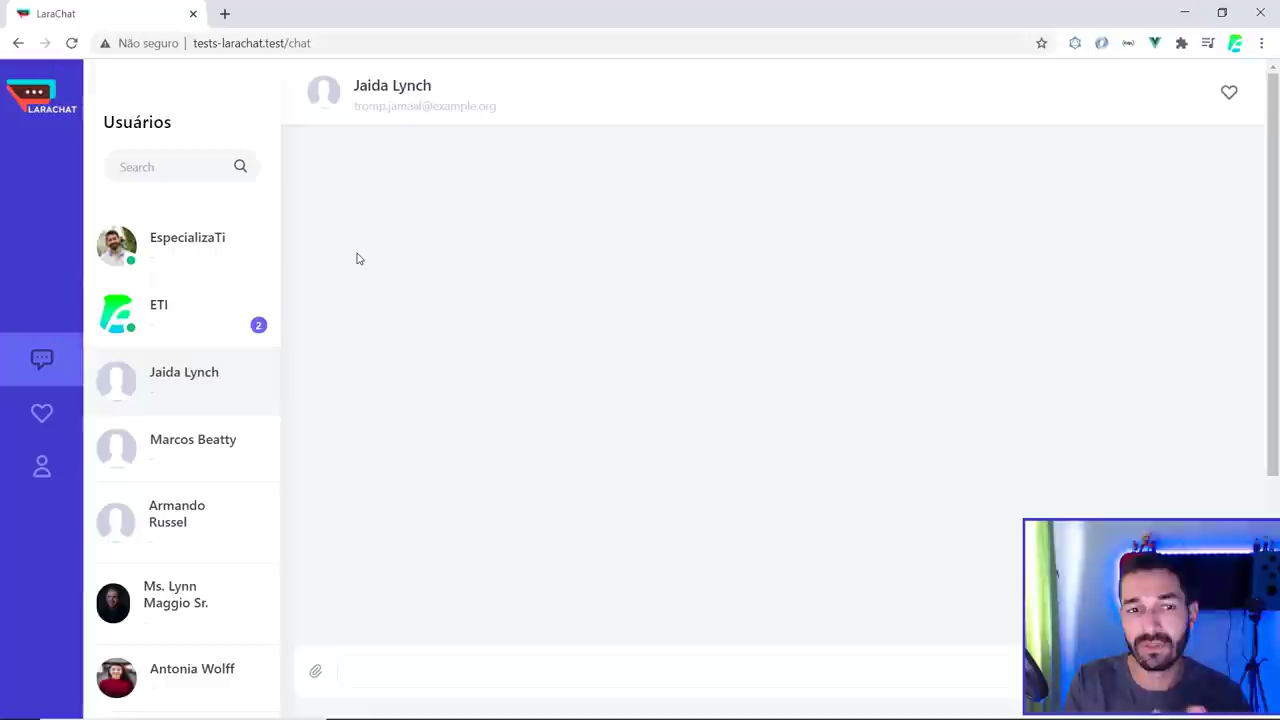 LaraChat
Não seguro | tests-larachat.test/chat
LARACHAT
Usuários
Search
EspecializaTi
ETI
2
Jaida Lynch
Marcos Beatty
Armando
Russel
Ms. Lynn
Maggio Sr.
Antonia Wolff
Jaida Lynch
tromp.jamaal@example.org